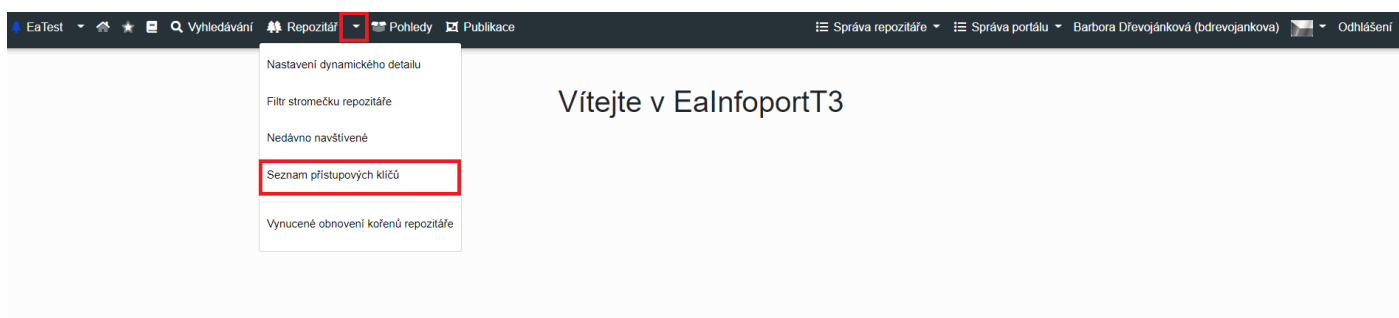 EaTest Vyhledávání Repozitář Pohledy Publikace Správa repozitáře Správa portálu Barbora Dřevojánková (bdrevojankova) Odhlášení
Nastavení dynamického detailu
Filtr stromečku repozitáře
Nedávno navštívené
Seznam přístupových klíčů
Vynucené obnovení kořenů repozitáře
Vítejte v EaInfoportT3